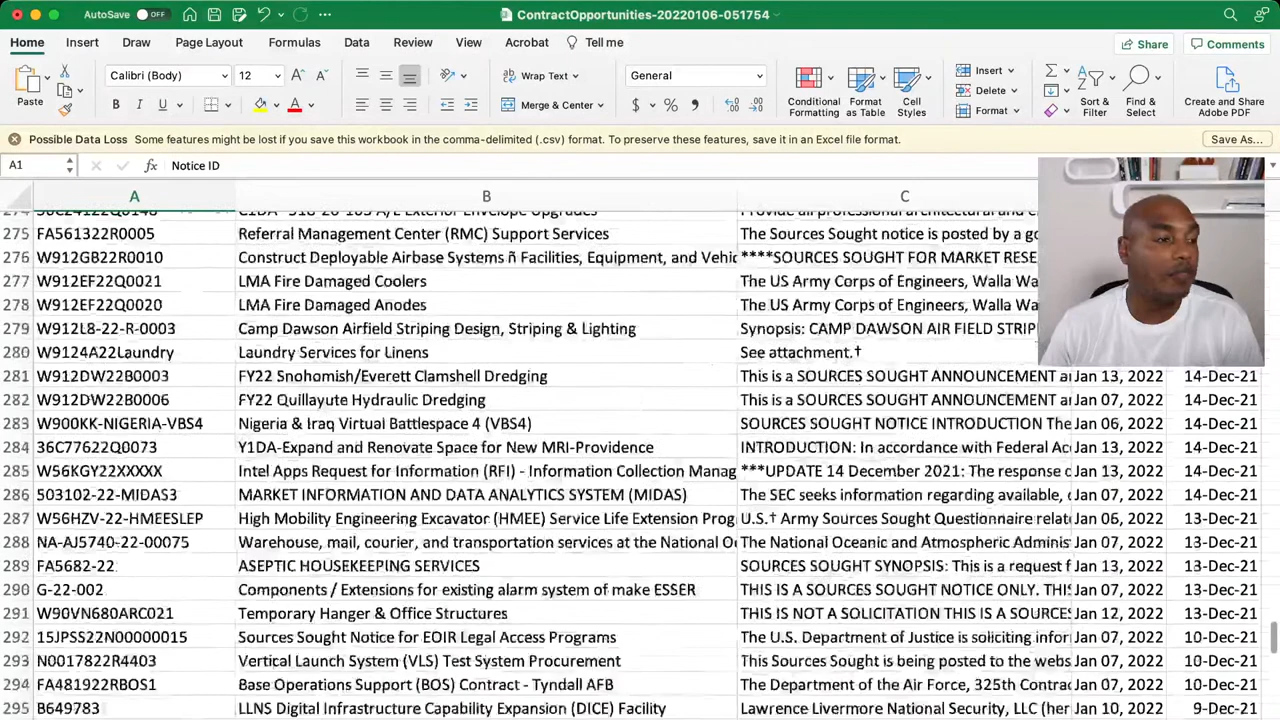 AutoSave OFF ContractOpportunities-20220106-051754
Home Insert Draw Page Layout Formulas Data Review View Acrobat Tell me Share Comments
Paste Calibri (Body) 12 A A Wrap Text General Conditional Formatting Format as Table Cell Styles Insert Sort & Filter Find & Select Create and Share Adobe PDF
B I U A Merge & Center $ % Delete
Format
Possible Data Loss Some features might be lost if you save this workbook in the comma-delimited (.csv) format. To preserve these features, save it in an Excel file format. Save As...
A1 fx Notice ID
A B C
275 FA561322R0005 Referral Management Center (RMC) Support Services The Sources Sought notice is posted by a go
276 W912GB22R0010 Construct Deployable Airbase Systems ñ Facilities, Equipment, and Vehic ****SOURCES SOUGHT FOR MARKET RESE
277 W912EF22Q0021 LMA Fire Damaged Coolers The US Army Corps of Engineers, Walla Wa
278 W912EF22Q0020 LMA Fire Damaged Anodes The US Army Corps of Engineers, Walla Wa
279 W912L8-22-R-0003 Camp Dawson Airfield Striping Design, Striping & Lighting Synopsis: CAMP DAWSON AIR FIELD STRIP
280 W9124A22Laundry Laundry Services for Linens See attachment.†
281 W912DW22B0003 FY22 Snohomish/Everett Clamshell Dredging This is a SOURCES SOUGHT ANNOUNCEMENT a Jan 13, 2022 14-Dec-21
282 W912DW22B0006 FY22 Quillayute Hydraulic Dredging This is a SOURCES SOUGHT ANNOUNCEMENT a Jan 07, 2022 14-Dec-21
283 W900KK-NIGERIA-VBS4 Nigeria & Iraq Virtual Battlespace 4 (VBS4) SOURCES SOUGHT NOTICE INTRODUCTION The Jan 06, 2022 14-Dec-21
284 36C77622Q0073 Y1DA-Expand and Renovate Space for New MRI-Providence INTRODUCTION: In accordance with Federal Ac Jan 13, 2022 14-Dec-21
285 W56KGY22XXXXX Intel Apps Request for Information (RFI) - Information Collection Manag ***UPDATE 14 December 2021: The response d Jan 13, 2022 14-Dec-21
286 503102-22-MIDAS3 MARKET INFORMATION AND DATA ANALYTICS SYSTEM (MIDAS) The SEC seeks information regarding available, c Jan 07, 2022 14-Dec-21
287 W56HZV-22-HMEESLEP High Mobility Engineering Excavator (HMEE) Service Life Extension Prog U.S.† Army Sources Sought Questionnaire relat Jan 06, 2022 13-Dec-21
288 NA-AJ5740-22-00075 Warehouse, mail, courier, and transportation services at the National Oc The National Oceanic and Atmospheric Adminis Jan 07, 2022 13-Dec-21
289 FA5682-22 ASEPTIC HOUSEKEEPING SERVICES SOURCES SOUGHT SYNOPSIS: This is a request f Jan 13, 2022 13-Dec-21
290 G-22-002 Components / Extensions for existing alarm system of make ESSER THIS IS A SOURCES SOUGHT NOTICE ONLY. THIS Jan 07, 2022 13-Dec-21
291 W90VN680ARC021 Temporary Hanger & Office Structures THIS IS NOT A SOLICITATION THIS IS A SOURCES Jan 12, 2022 13-Dec-21
292 15JPSS22N00000015 Sources Sought Notice for EOIR Legal Access Programs The U.S. Department of Justice is soliciting infor Jan 07, 2022 10-Dec-21
293 N0017822R4403 Vertical Launch System (VLS) Test System Procurement This Sources Sought is being posted to the webs Jan 07, 2022 10-Dec-21
294 FA481922RBOS1 Base Operations Support (BOS) Contract - Tyndall AFB The Department of the Air Force, 325th Contrac Jan 07, 2022 10-Dec-21
295 B649783 LLNS Digital Infrastructure Capability Expansion (DICE) Facility Lawrence Livermore National Security, LLC (her Jan 10, 2022 9-Dec-21